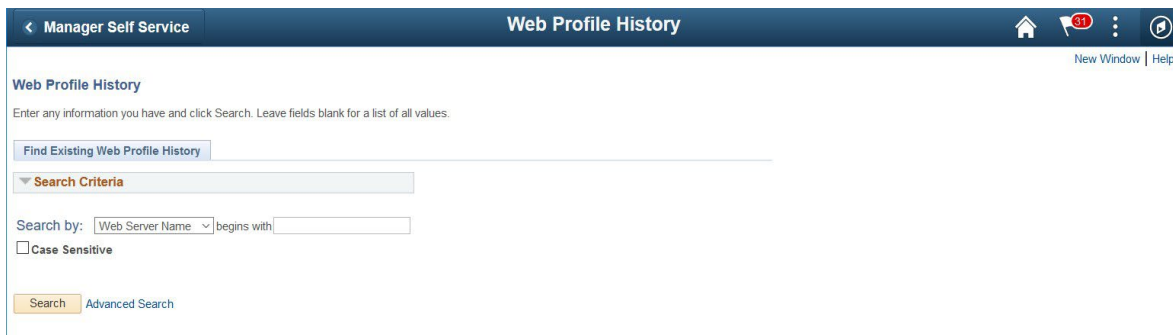 Manager Self Service
Web Profile History
31
New Window | Help
Web Profile History
Enter any information you have and click Search. Leave fields blank for a list of all values.
Find Existing Web Profile History
Search Criteria
Search by: Web Server Name begins with
Case Sensitive
Search Advanced Search